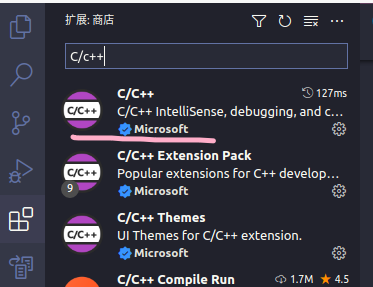 扩展: 商店
C/c++
C/C++
C/C++ 127ms
C/C++ IntelliSense, debugging, and c...
Microsoft
C/C++
9
C/C++ Extension Pack
Popular extensions for C++ develop...
Microsoft
C/C++
C/C++ Themes
UI Themes for C/C++ extension.
Microsoft
C/C++ Compile Run 1.7M 4.5